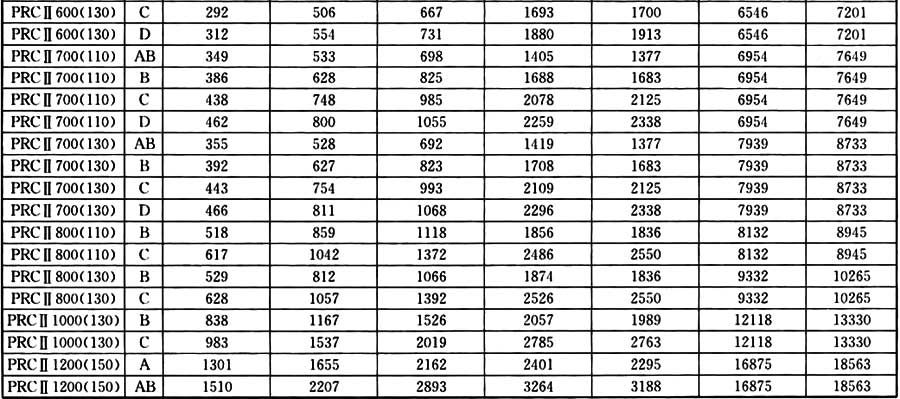 PRCⅡ600(130) C 292 506 667 1693 1700 6546 7201
PRCⅡ600(130) D 312 554 731 1880 1913 6546 7201
PRCⅡ700(110) AB 349 533 698 1405 1377 6954 7649
PRCⅡ700(110) B 386 628 825 1688 1683 6954 7649
PRCⅡ700(110) C 438 748 985 2078 2125 6954 7649
PRCⅡ700(110) D 462 800 1055 2259 2338 6954 7649
PRCⅡ700(130) AB 355 528 692 1419 1377 7939 8733
PRCⅡ700(130) B 392 627 823 1708 1683 7939 8733
PRCⅡ700(130) C 443 754 993 2109 2125 7939 8733
PRCⅡ700(130) D 466 811 1068 2296 2338 7939 8733
PRCⅡ800(110) B 518 859 1118 1856 1836 8132 8945
PRCⅡ800(110) C 617 1042 1372 2486 2550 8132 8945
PRCⅡ800(130) B 529 812 1066 1874 1836 9332 10265
PRCⅡ800(130) C 628 1057 1392 2526 2550 9332 10265
PRCⅡ1000(130) B 838 1167 1526 2057 1989 12118 13330
PRCⅡ1000(130) C 983 1537 2019 2785 2763 12118 13330
PRCⅡ1200(150) A 1301 1655 2162 2401 2295 16875 18563
PRCⅡ1200(150) AB 1510 2207 2893 3264 3188 16875 18563